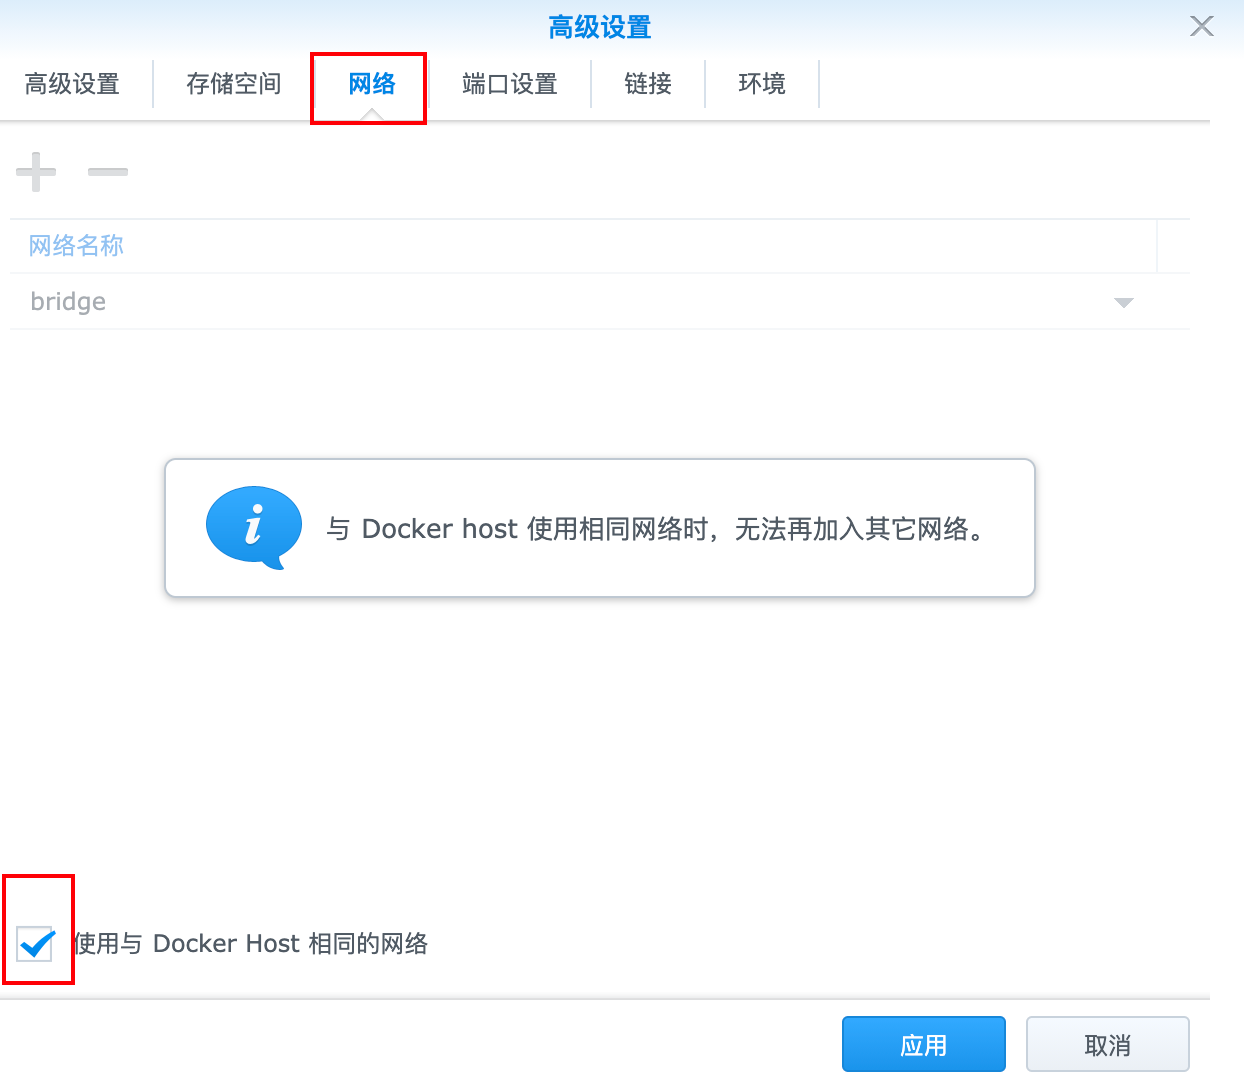 高级设置
高级设置 存储空间 网络 端口设置 链接 环境
网络名称
bridge
与 Docker host 使用相同网络时，无法再加入其它网络。
使用与 Docker Host 相同的网络
应用 取消